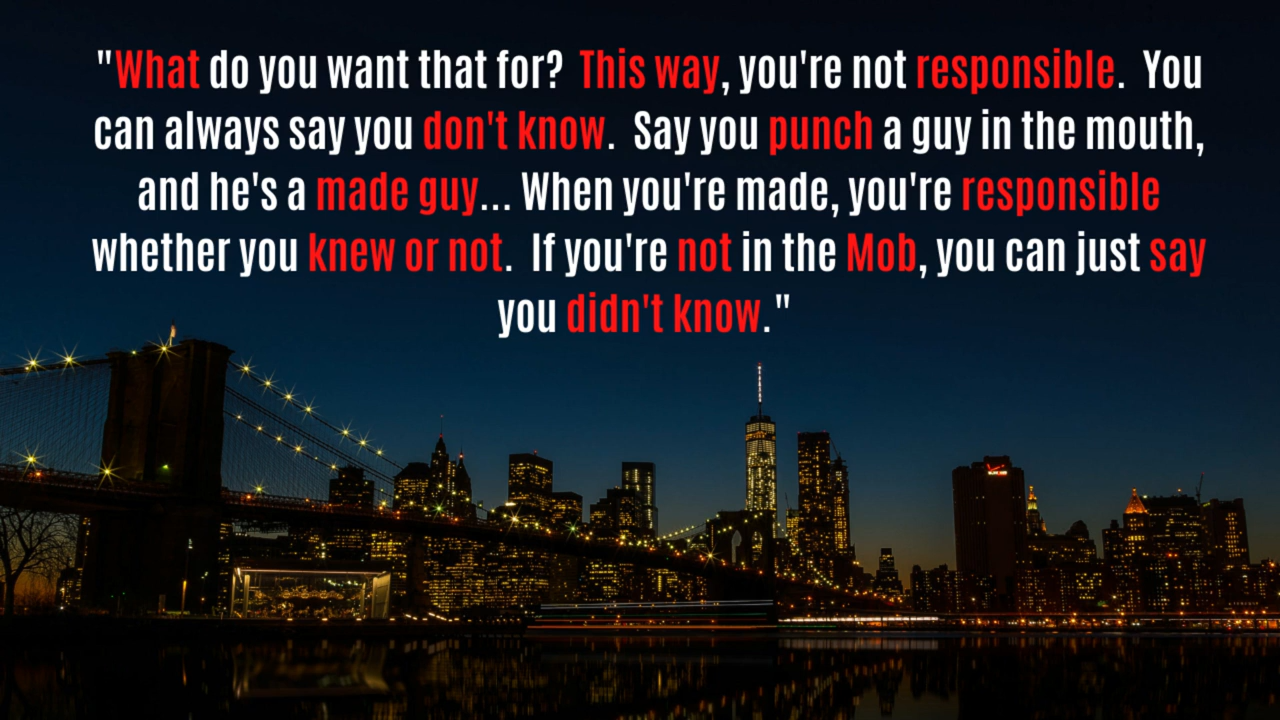 "What do you want that for?  This way, you're not responsible.  You
can always say you don't know.  Say you punch a guy in the mouth,
and he's a made guy... When you're made, you're responsible
whether you knew or not.  If you're not in the Mob, you can just say
you didn't know."